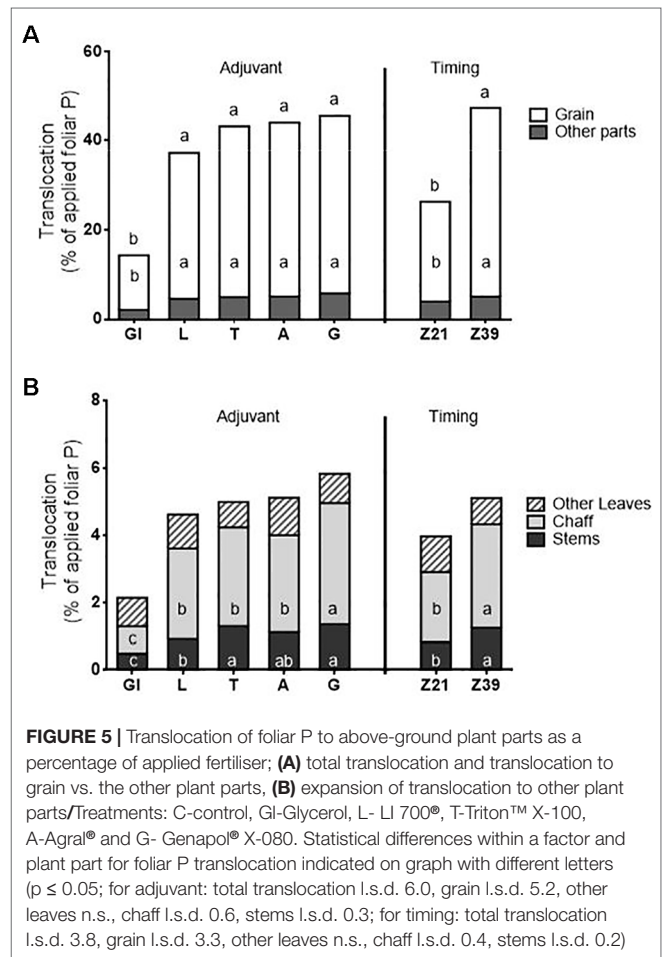 A
60
40
20
0
Translocation
(% of applied foliar P)
Adjuvant
Timing
Grain
Other parts
b
a
a
a
a
b
a
b
a
a
a
a
b
a
Gl
L
T
A
G
Z21
Z39
B
8
6
4
2
0
Translocation
(% of applied foliar P)
Adjuvant
Timing
Other Leaves
Chaff
Stems
c
b
b
b
a
b
a
c
b
a
ab
a
b
a
Gl
L
T
A
G
Z21
Z39
FIGURE 5 | Translocation of foliar P to above-ground plant parts as a
percentage of applied fertiliser; (A) total translocation and translocation to
grain vs. the other plant parts, (B) expansion of translocation to other plant
parts/Treatments: C-control, Gl-Glycerol, L- LI 700®, T-Triton™ X-100,
A-Agral® and G- Genapol® X-080. Statistical differences within a factor and
plant part for foliar P translocation indicated on graph with different letters
(p ≤ 0.05; for adjuvant: total translocation l.s.d. 6.0, grain l.s.d. 5.2, other
leaves n.s., chaff l.s.d. 0.6, stems l.s.d. 0.3; for timing: total translocation
l.s.d. 3.8, grain l.s.d. 3.3, other leaves n.s., chaff l.s.d. 0.4, stems l.s.d. 0.2)